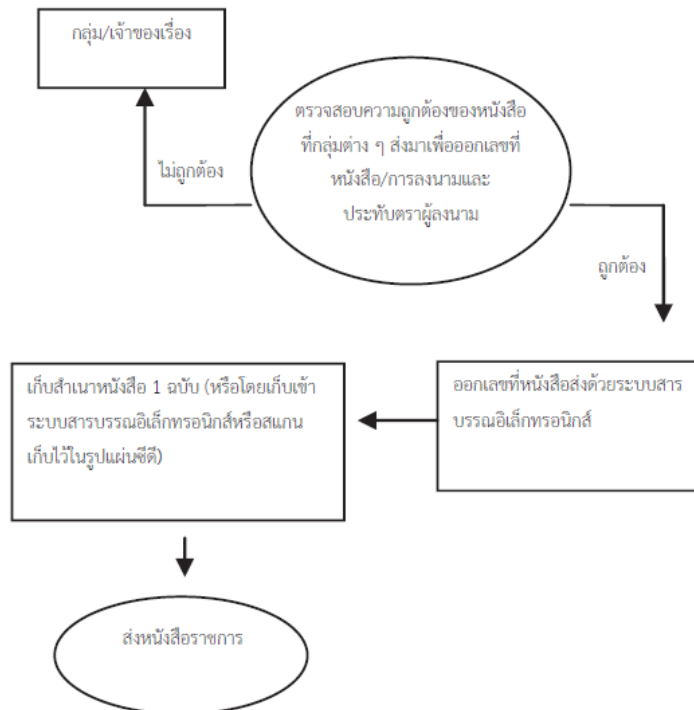 กลุ่ม/เจ้าของเรื่อง
ตรวจสอบความถูกต้องของหนังสือ
ที่กลุ่มต่าง ๆ ส่งมาเพื่อออกเลขที่
หนังสือ/การลงนามและ
ประทับตราผู้ลงนาม
ไม่ถูกต้อง
ถูกต้อง
ออกเลขที่หนังสือส่งด้วยระบบสาร
บรรณอิเล็กทรอนิกส์
เก็บสำเนาหนังสือ 1 ฉบับ (หรือโดยเก็บเข้า
ระบบสารบรรณอิเล็กทรอนิกส์หรือสแกน
เก็บไว้ในรูปแผ่นซีดี)
ส่งหนังสือราชการ